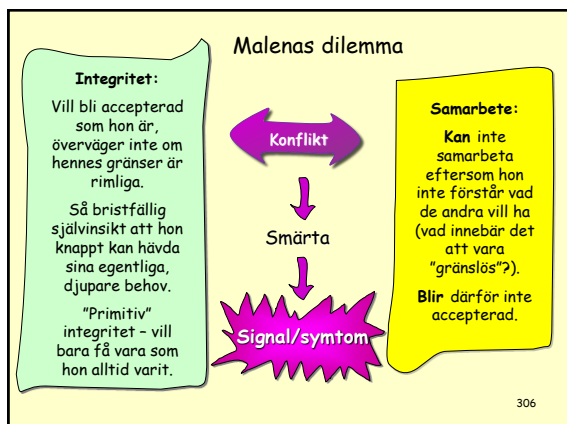 Malenas dilemma
Integritet:
Vill bli accepterad
som hon är,
överväger inte om
hennes gränser är
rimliga.
Så bristfällig
självinsikt att hon
knappt kan hävda
sina egentliga,
djupare behov.
"Primitiv"
integritet – vill
bara få vara som
hon alltid varit.
Konflikt
Smärta
Signal/symtom
Samarbete:
Kan inte
samarbeta
eftersom hon
inte förstår vad
de andra vill ha
(vad innebär det
att vara
"gränslös"?).
Blir därför inte
accepterad.
306